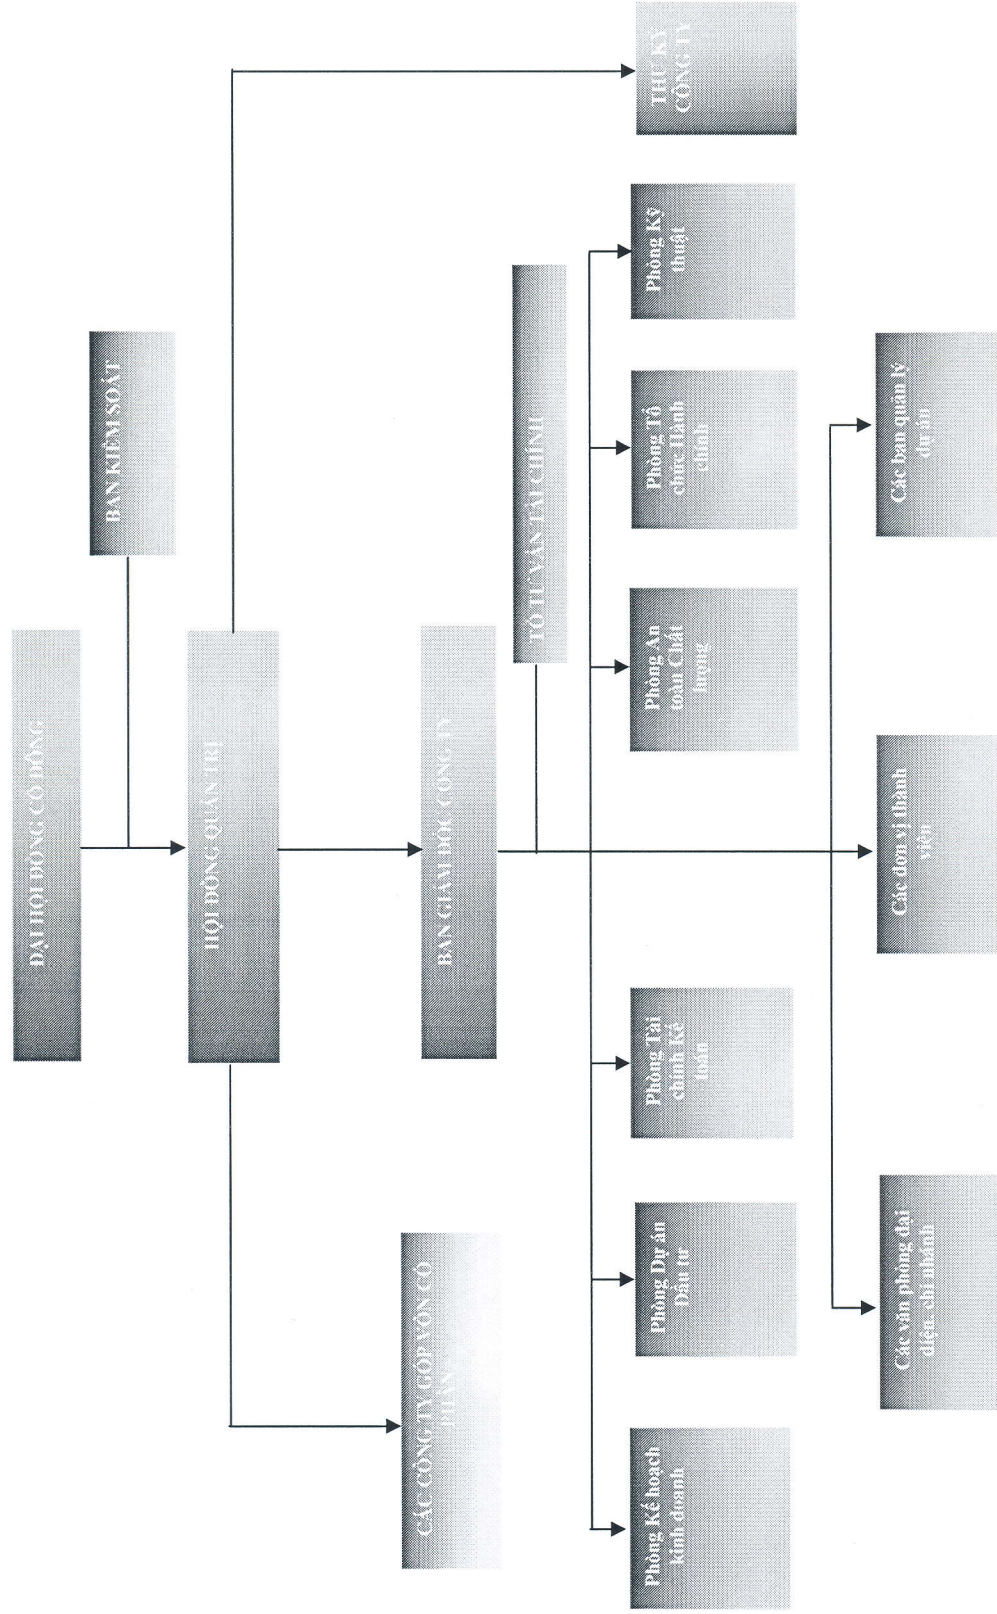 ĐẠI HỘI ĐỒNG CỔ ĐÔNG
BAN KIỂM SOÁT
HỘI ĐỒNG QUẢN TRỊ
CÁC CÔNG TY GÓP VỐN CỔ
PHẦN
BAN GIÁM ĐỐC CÔNG TY
TỔ TƯ VẤN TÀI CHÍNH
Phòng Kế hoạch
kinh doanh
Phòng Dự án
Đầu tư
Phòng Tài
chính Kế
toán
Phòng An
toàn Chất
lượng
Phòng Tổ
chức Hành
chính
Phòng Kỹ
thuật
THƯ KÝ
CÔNG TY
Các văn phòng đại
diện, chi nhánh
Các đơn vị thành
viên
Các ban quản lý
dự án